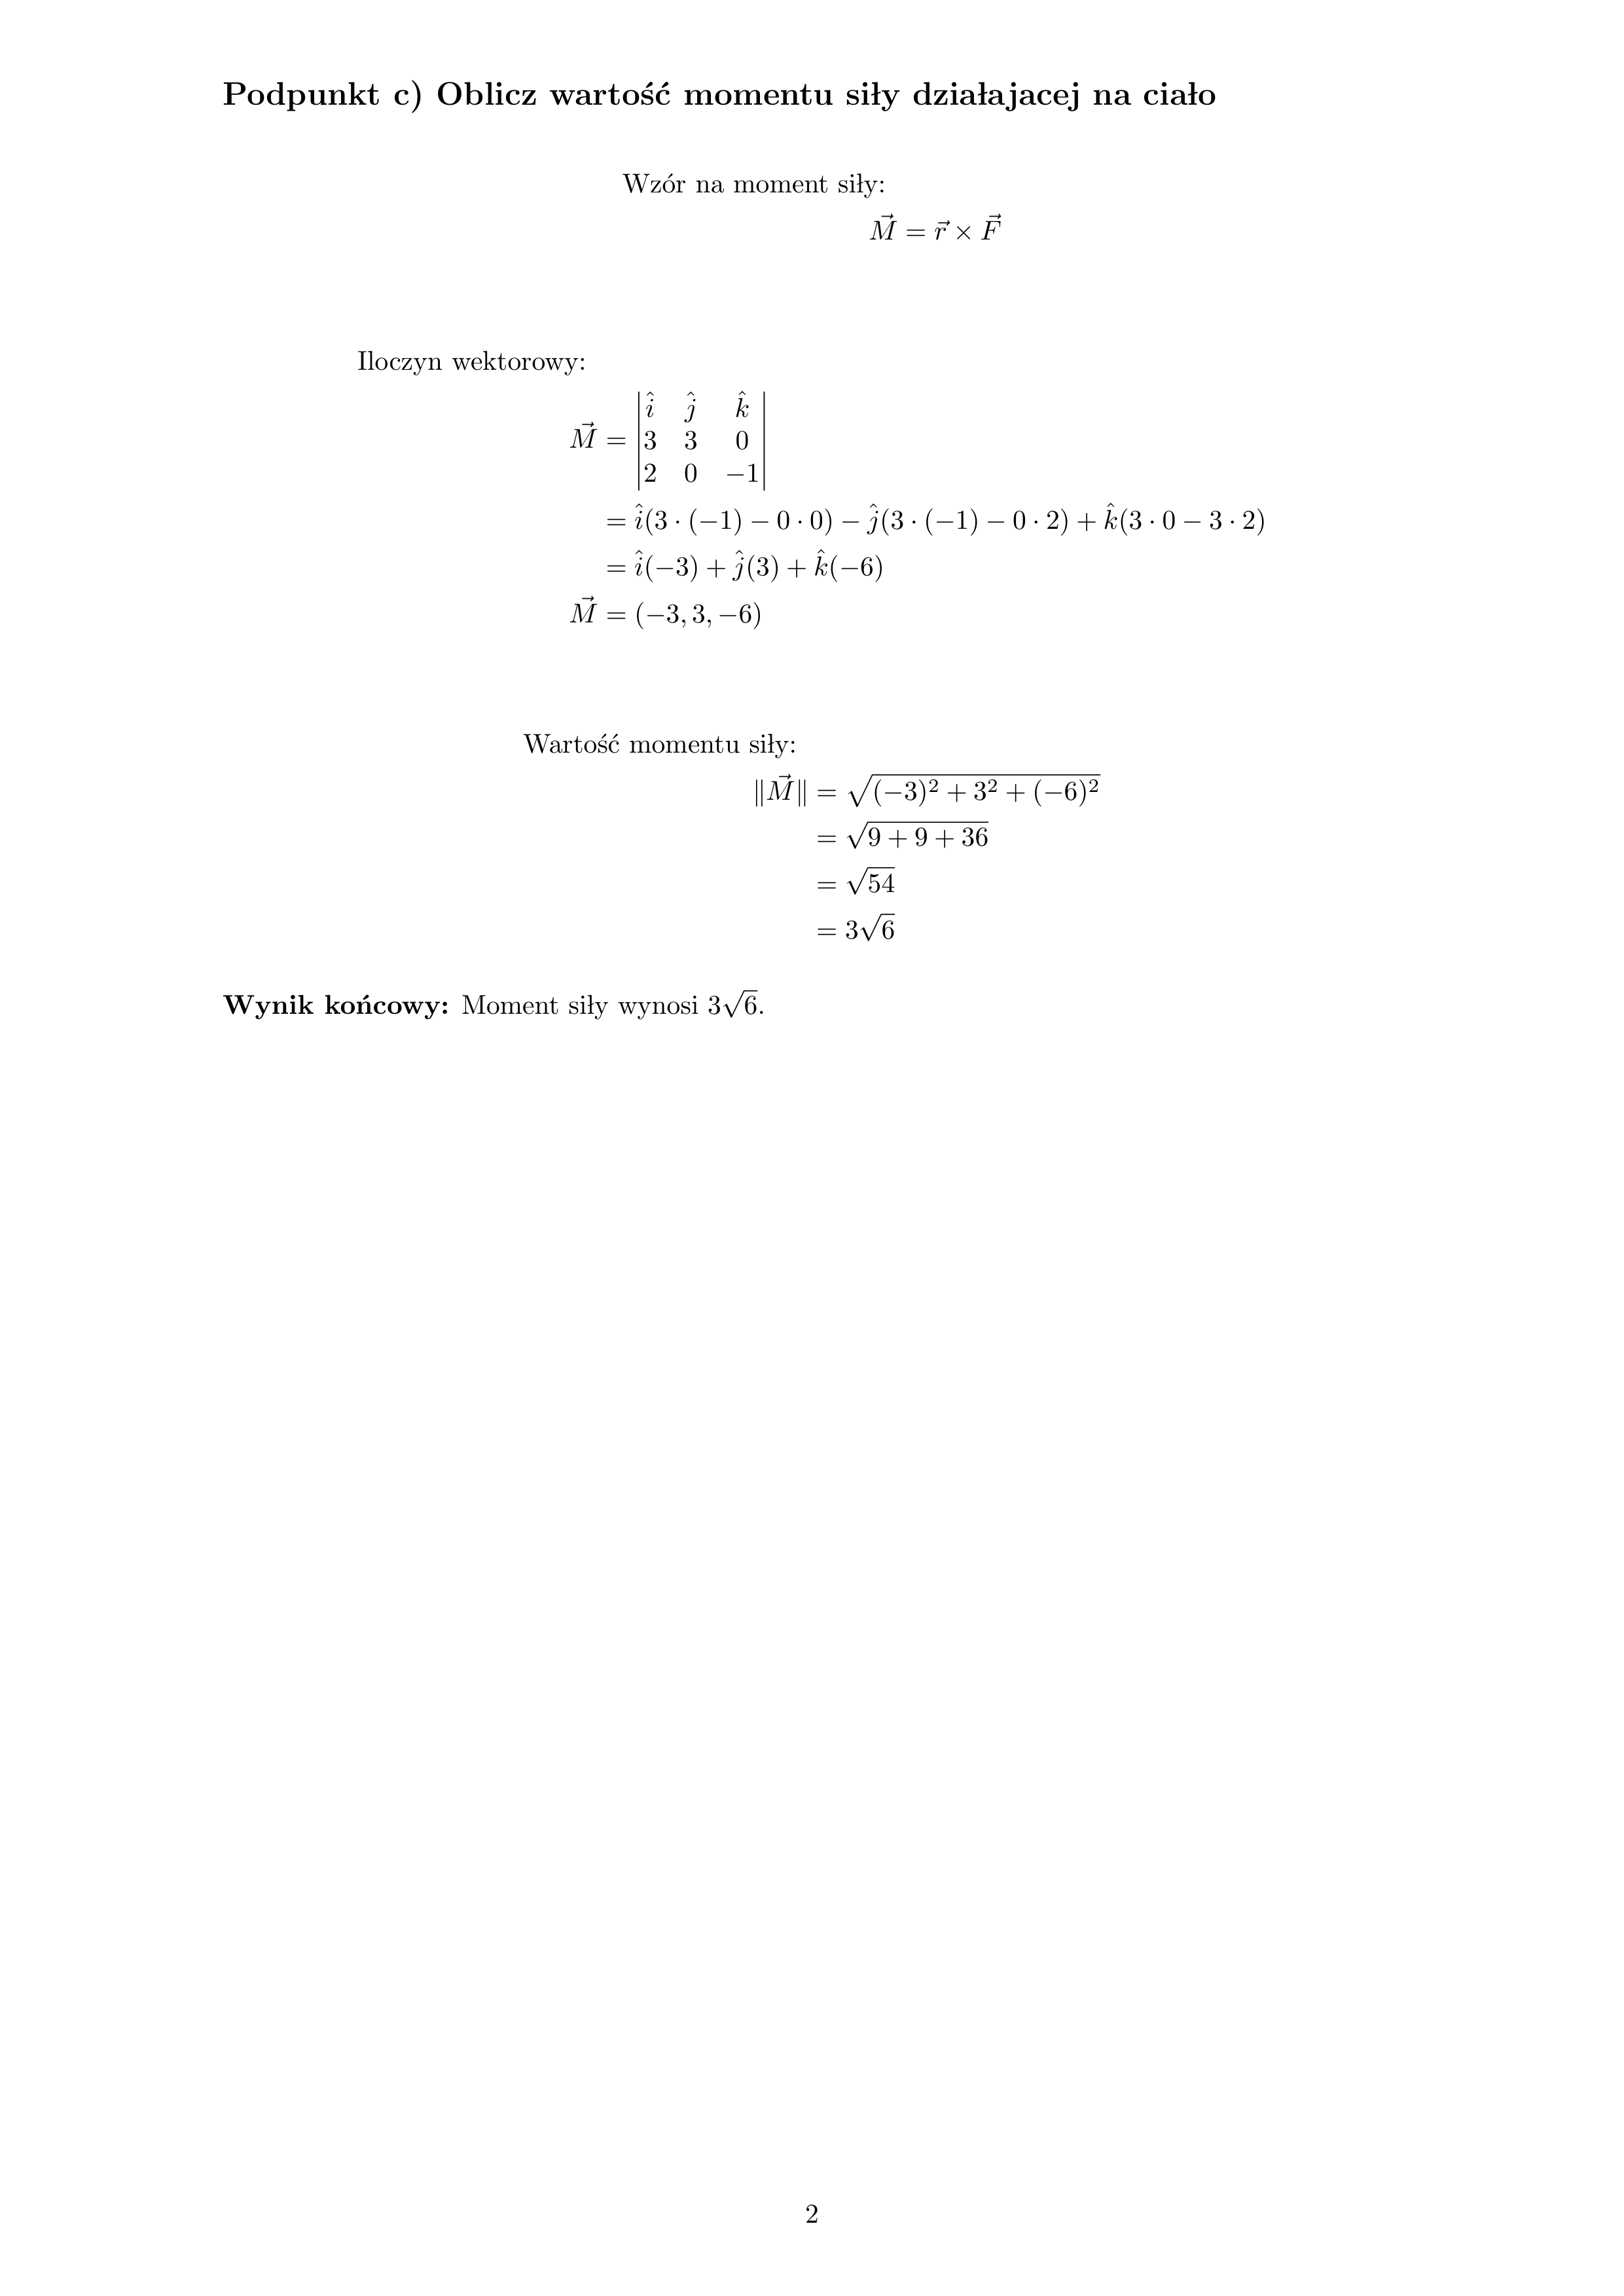 Podpunkt c) Oblicz wartość momentu siły działajacej na ciało
Wzór na moment siły:
$\vec{M} = \vec{r} \times \vec{F}$
Iloczyn wektorowy:
$\vec{M} = \begin{vmatrix} \hat{i} & \hat{j} & \hat{k} \\ 3 & 3 & 0 \\ 2 & 0 & -1 \end{vmatrix}$
$= \hat{i}(3 \cdot (-1) - 0 \cdot 0) - \hat{j}(3 \cdot (-1) - 0 \cdot 2) + \hat{k}(3 \cdot 0 - 3 \cdot 2)$
$= \hat{i}(-3) + \hat{j}(3) + \hat{k}(-6)$
$\vec{M} = (-3, 3, -6)$
Wartość momentu siły:
$\|\vec{M}\| = \sqrt{(-3)^2 + 3^2 + (-6)^2}$
$= \sqrt{9 + 9 + 36}$
$= \sqrt{54}$
$= 3\sqrt{6}$
Wynik końcowy: Moment siły wynosi $3\sqrt{6}$.
2